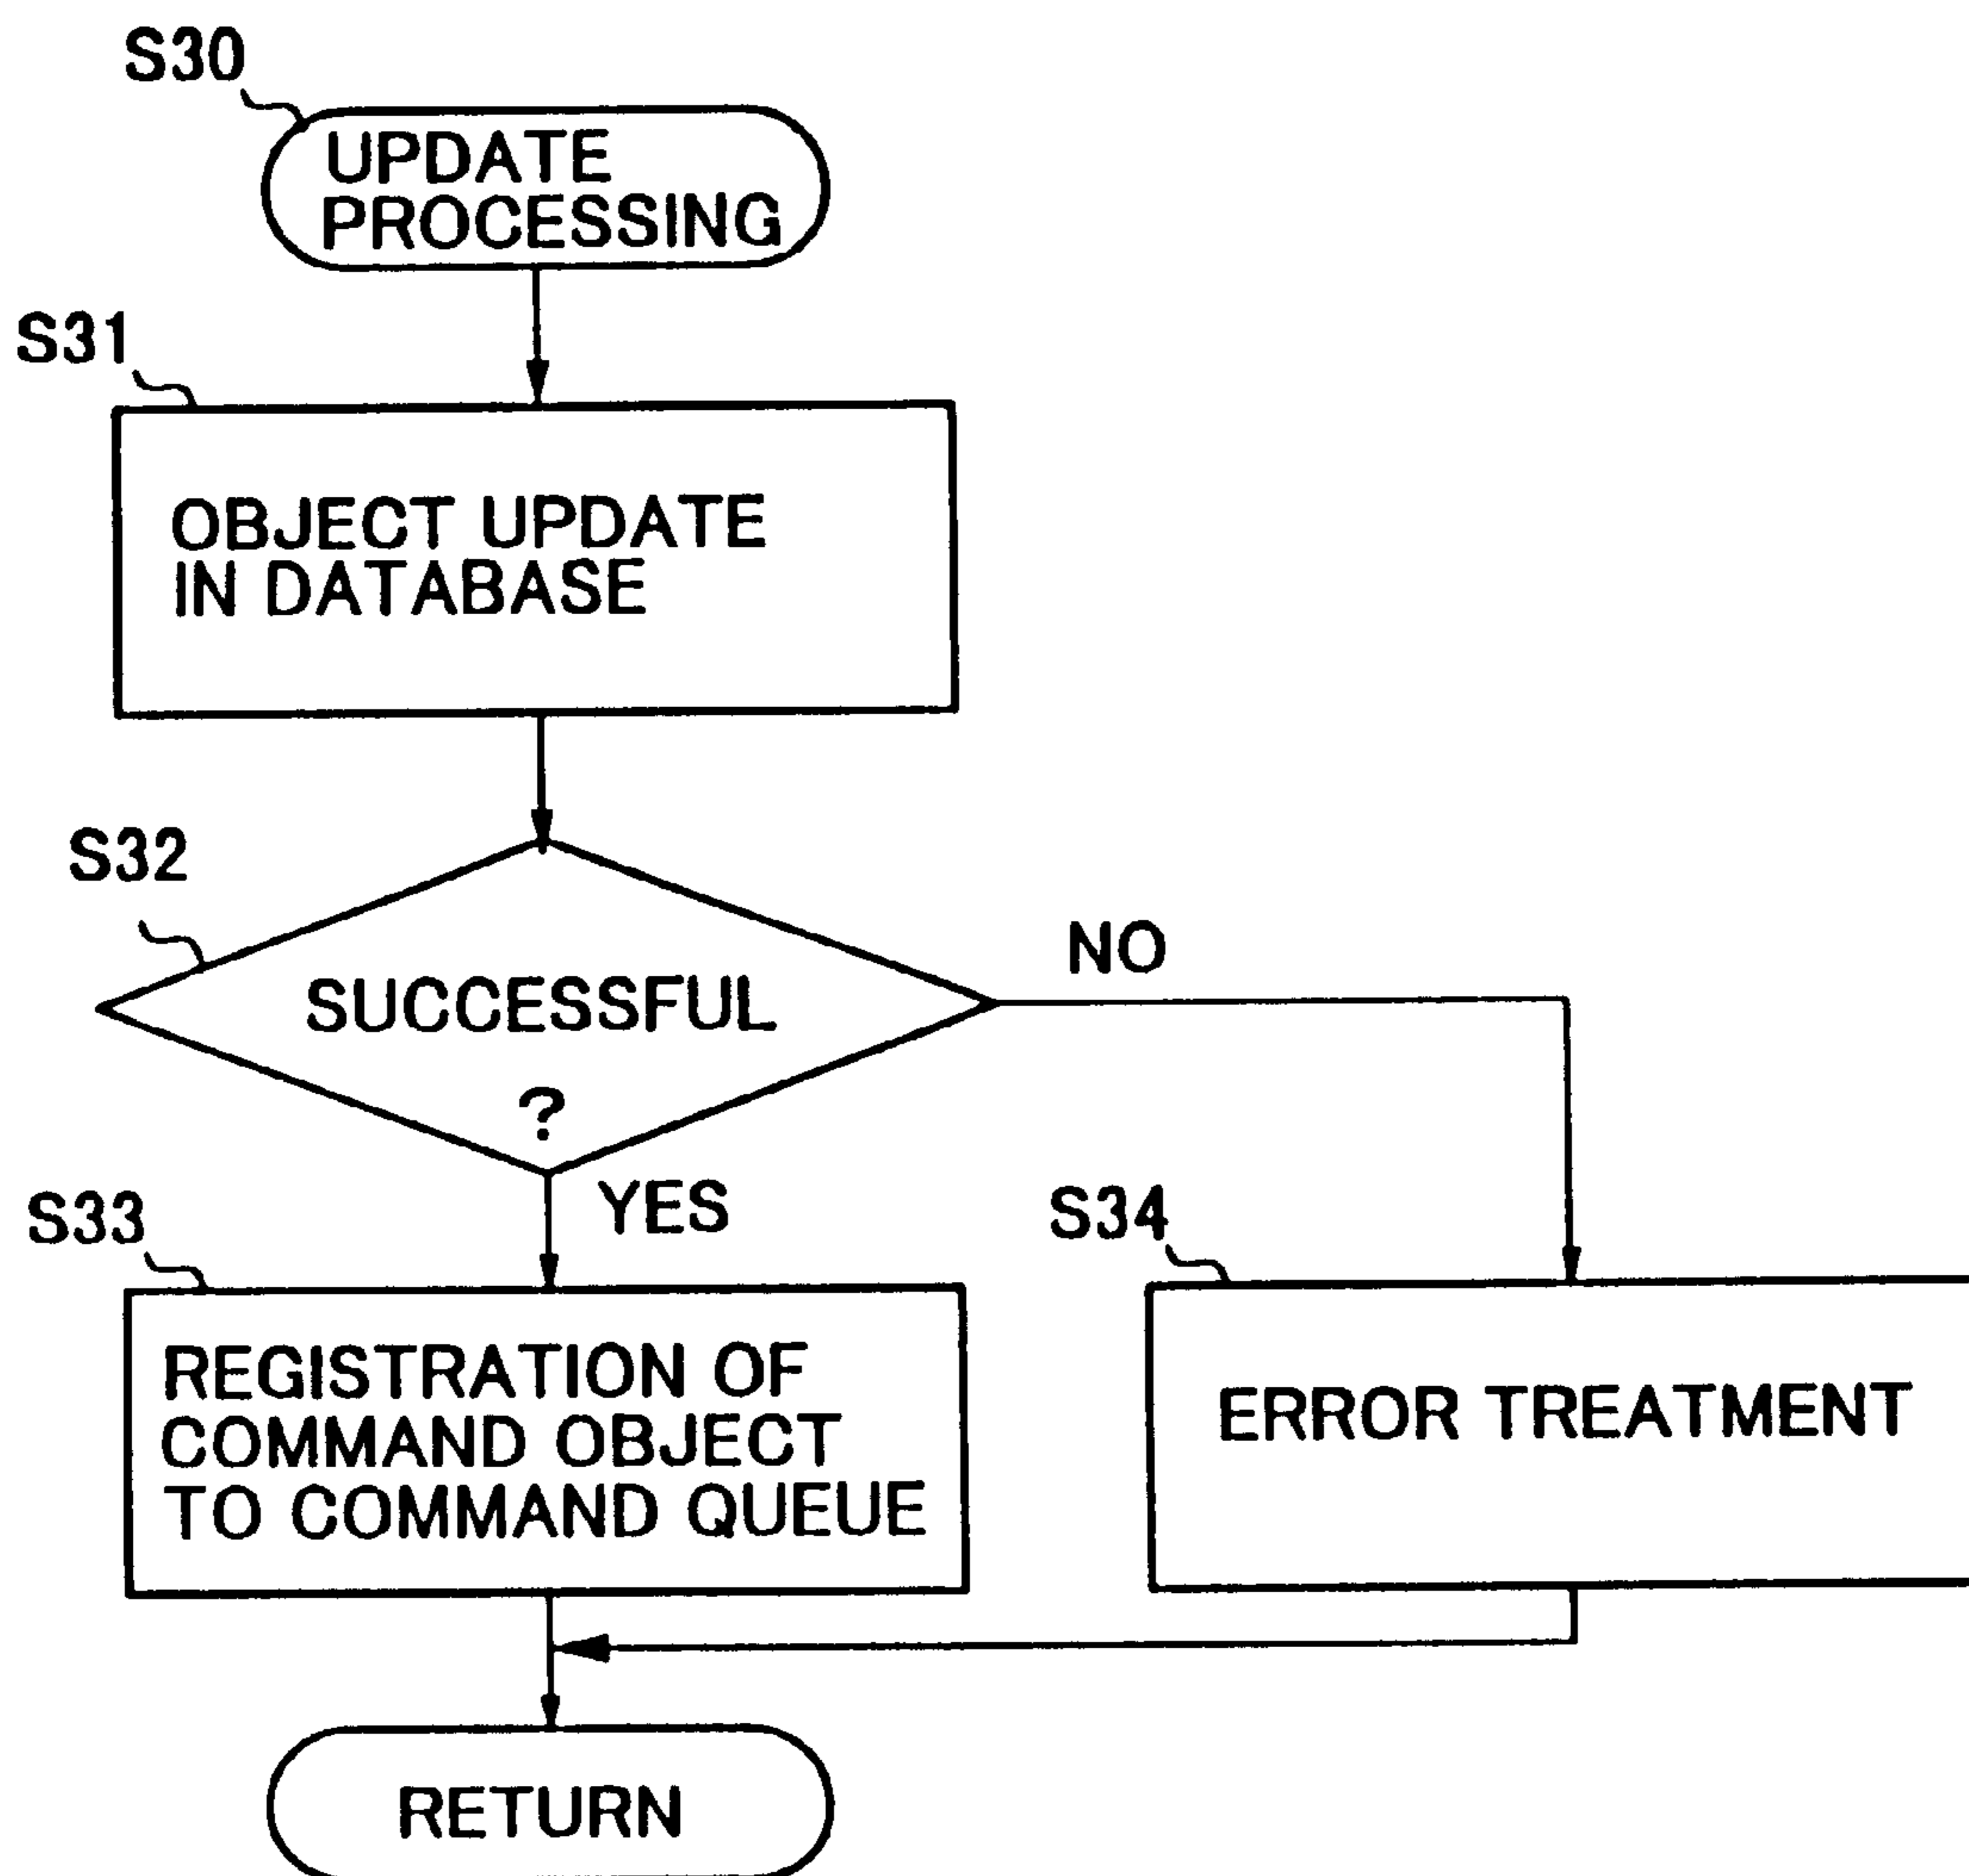 S30
UPDATE
PROCESSING
S31
OBJECT UPDATE
IN DATABASE
S32
SUCCESSFUL
?
NO
YES
S33
REGISTRATION OF
COMMAND OBJECT
TO COMMAND QUEUE
S34
ERROR TREATMENT
RETURN